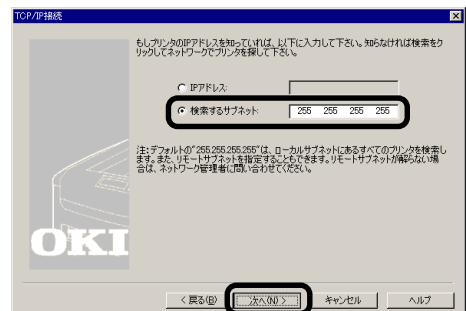 TCP/IP接続
もしプリンタのIPアドレスを知っていれば、以下に入力して下さい。知らなければ検索をク
リックしてネットワークでプリンタを探して下さい。
IPアドレス:
検索するサブネット: 255 255 255 255
注:デフォルトの"255.255.255.255"は、ローカルサブネットにあるすべてのプリンタを検索し
ます。また、リモートサブネットを指定することもできます。リモートサブネットが解らない場
合は、ネットワーク管理者に問い合わせてください。
OKI
< 戻る(B) 次へ(N) > キャンセル ヘルプ